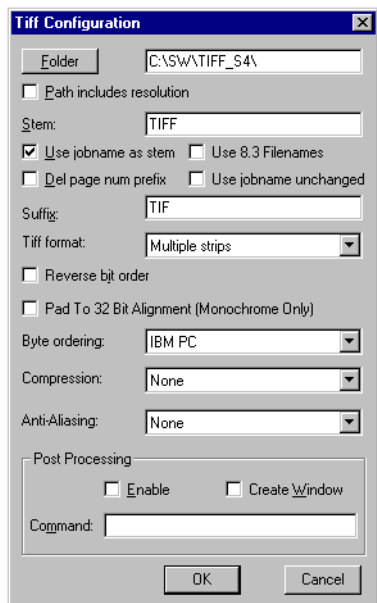 Tiff Configuration
Folder C:\SW\TIFF_S4\
Path includes resolution
Stem: TIFF
Use jobname as stem Use 8.3 Filenames
Del page num prefix Use jobname unchanged
Suffix: TIF
Tiff format: Multiple strips
Reverse bit order
Pad To 32 Bit Alignment (Monochrome Only)
Byte ordering: IBM PC
Compression: None
Anti-Aliasing: None
Post Processing
Enable Create Window
Command:
OK Cancel